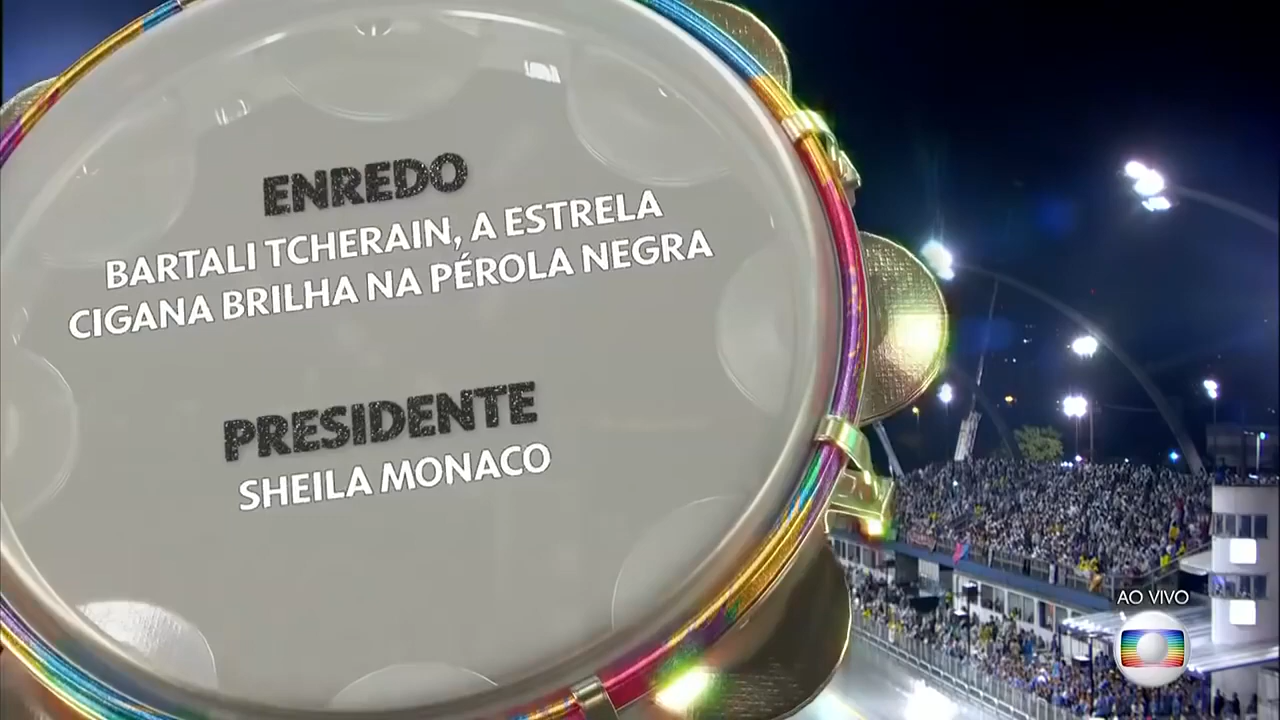 ENREDO
BARTALI TCHERAIN, A ESTRELA
CIGANA BRILHA NA PÉROLA NEGRA
PRESIDENTE
SHEILA MONACO
AO VIVO